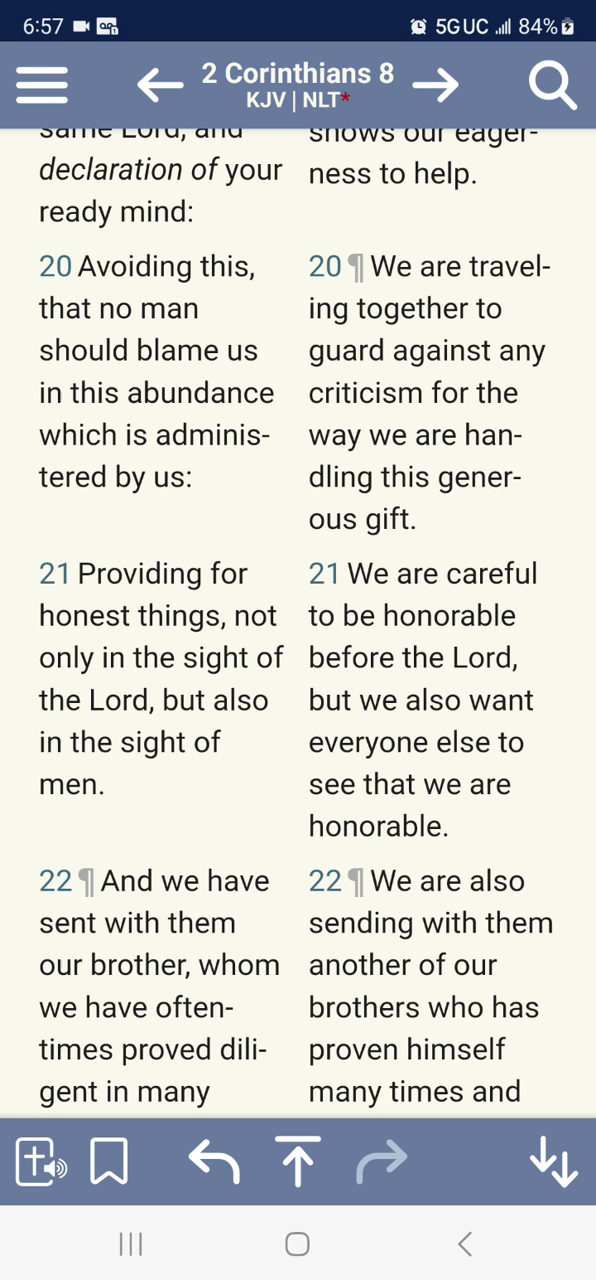 6:57
5G UC 84%
2 Corinthians 8
KJV | NLT*
same Lord, and
declaration of your
ready mind:
20 Avoiding this,
that no man
should blame us
in this abundance
which is adminis-
tered by us:
21 Providing for
honest things, not
only in the sight of
the Lord, but also
in the sight of
men.
22 ¶ And we have
sent with them
our brother, whom
we have often-
times proved dili-
gent in many
shows our eager-
ness to help.
20 ¶ We are travel-
ing together to
guard against any
criticism for the
way we are han-
dling this gener-
ous gift.
21 We are careful
to be honorable
before the Lord,
but we also want
everyone else to
see that we are
honorable.
22 ¶ We are also
sending with them
another of our
brothers who has
proven himself
many times and